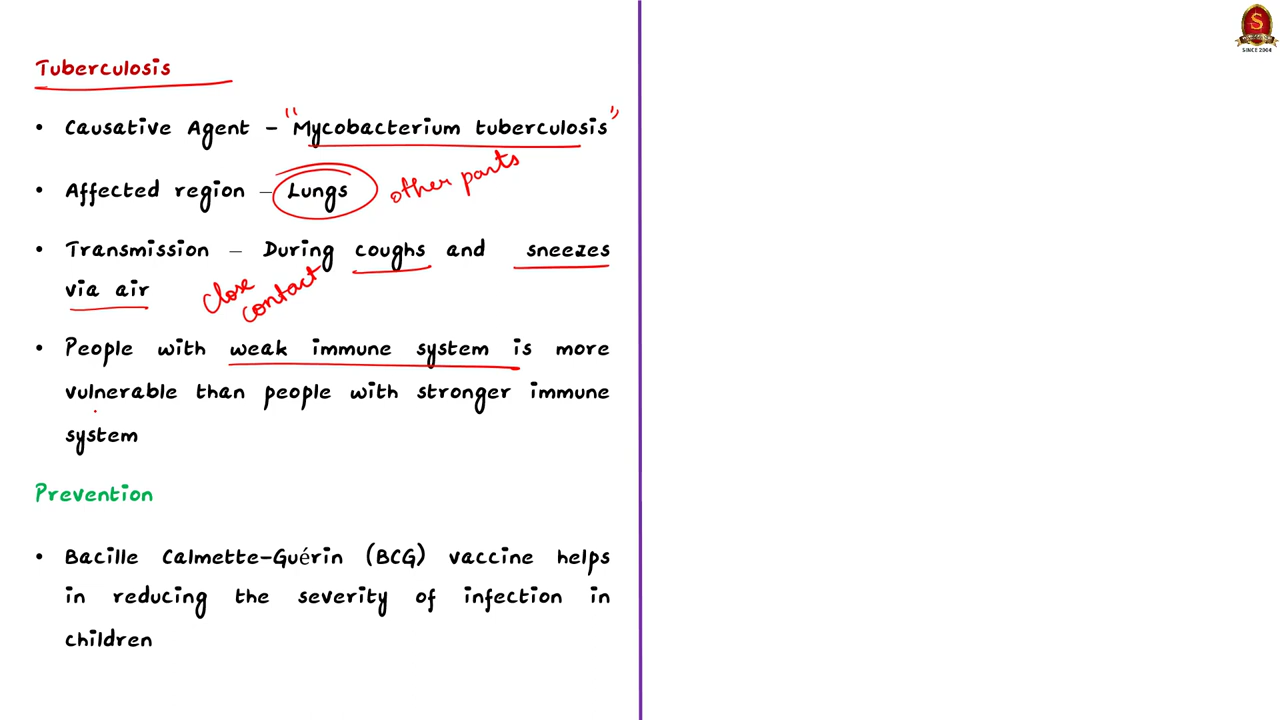 Tuberculosis
• Causative Agent – "Mycobacterium tuberculosis"
• Affected region – Lungs other parts
• Transmission – During coughs and sneezes
via air
close
contact
• People with weak immune system is more
vulnerable than people with stronger immune
system
Prevention
• Bacille Calmette-Guérin (BCG) vaccine helps
in reducing the severity of infection in
children
S
SINCE 2004